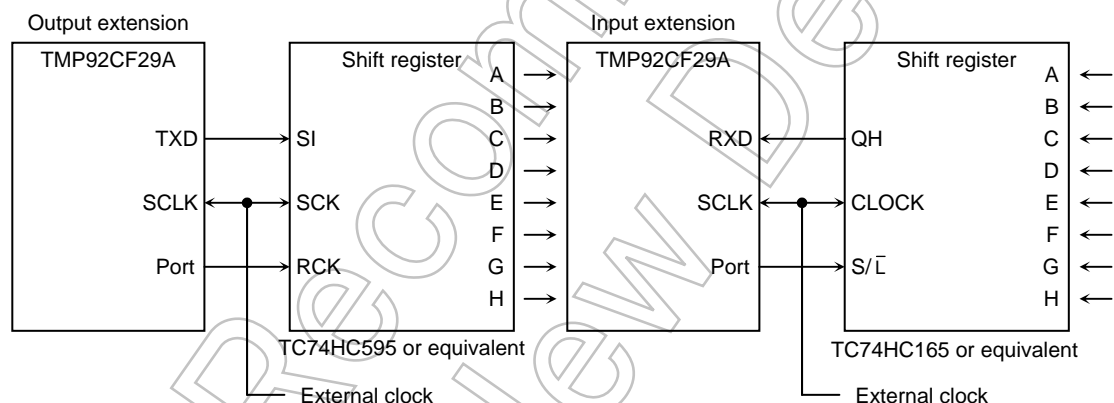 Output extension
TMP92CF29A
TXD
SCLK
Port
Shift register
SI
SCK
RCK
A
B
C
D
E
F
G
H
TC74HC595 or equivalent
External clock
Input extension
TMP92CF29A
RXD
SCLK
Port
Shift register
QH
CLOCK
S/L̅
A
B
C
D
E
F
G
H
TC74HC165 or equivalent
External clock